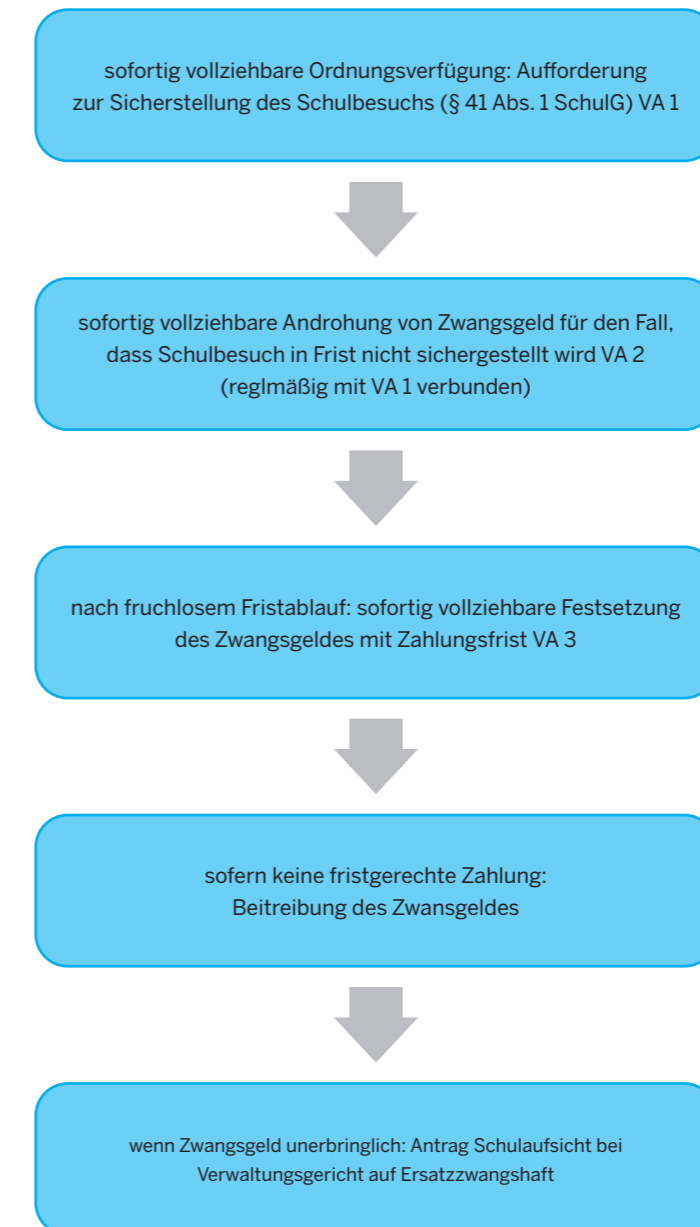 sofortig vollziehbare Ordnungsverfügung: Aufforderung
zur Sicherstellung des Schulbesuchs (§ 41 Abs. 1 SchulG) VA 1
sofortig vollziehbare Androhung von Zwangsgeld für den Fall,
dass Schulbesuch in Frist nicht sichergestellt wird VA 2
(reglmäßig mit VA 1 verbunden)
nach fruchlosem Fristablauf: sofortig vollziehbare Festsetzung
des Zwangsgeldes mit Zahlungsfrist VA 3
sofern keine fristgerechte Zahlung:
Beitreibung des Zwansgeldes
wenn Zwangsgeld unerbringlich: Antrag Schulaufsicht bei
Verwaltungsgericht auf Ersatzzwangshaft